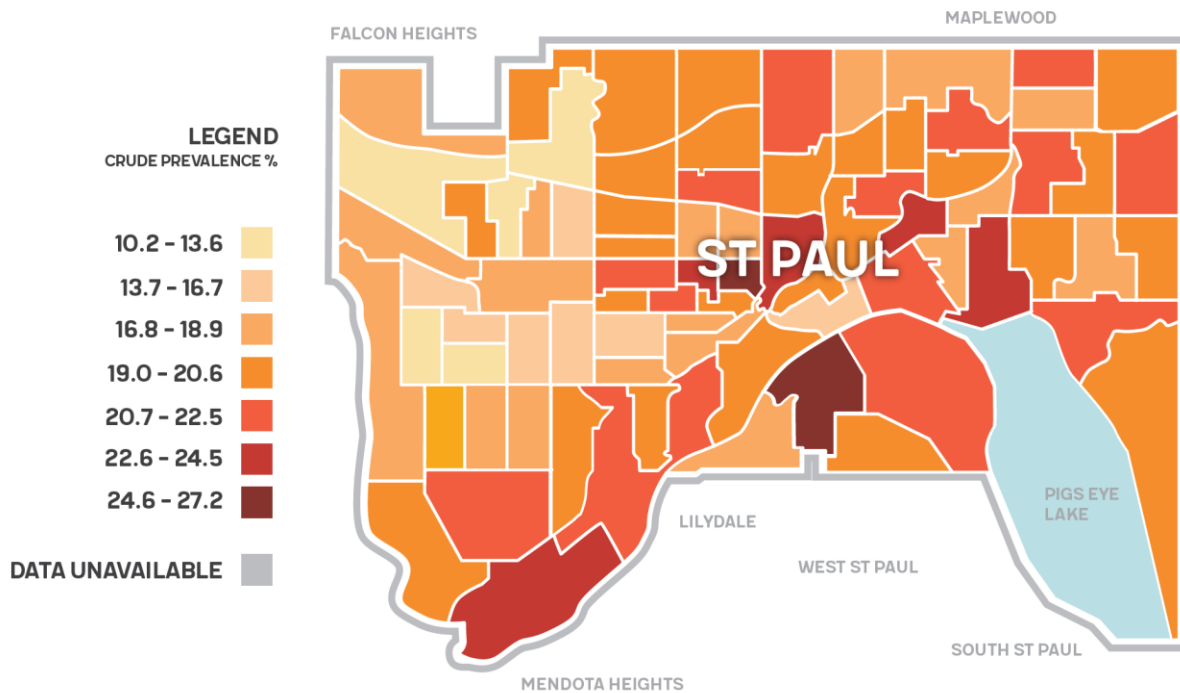 FALCON HEIGHTS
MAPLEWOOD
LEGEND
CRUDE PREVALENCE %
10.2 – 13.6
13.7 – 16.7
16.8 – 18.9
19.0 – 20.6
20.7 – 22.5
22.6 – 24.5
24.6 – 27.2
DATA UNAVAILABLE
ST PAUL
PIGS EYE
LAKE
LILYDALE
WEST ST PAUL
SOUTH ST PAUL
MENDOTA HEIGHTS